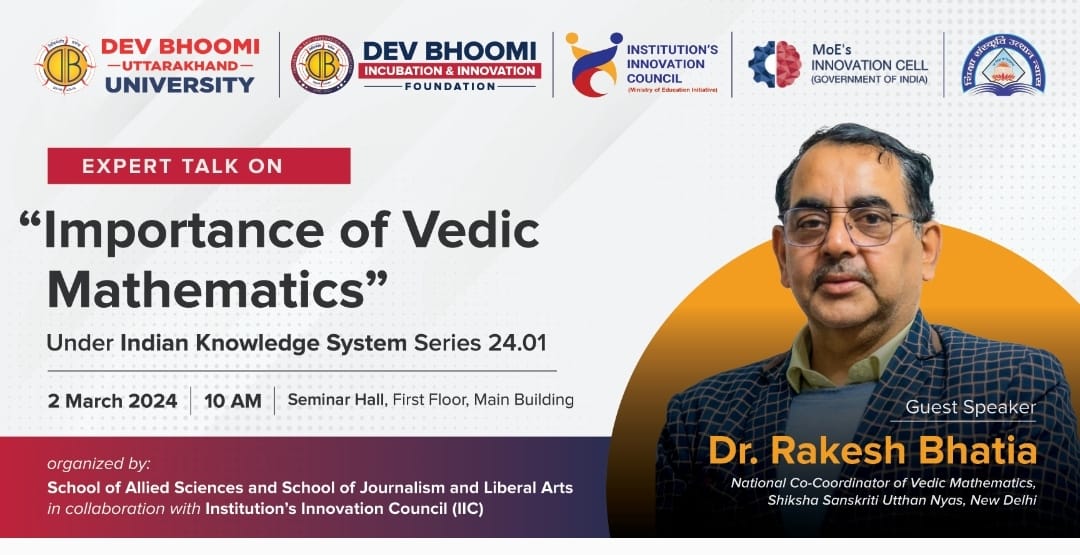 DEV BHOOMI
UTTARAKHAND
UNIVERSITY
DEV BHOOMI
INCUBATION & INNOVATION
FOUNDATION
INSTITUTION'S
INNOVATION
COUNCIL
(Ministry of Education Initiative)
MoE's
INNOVATION CELL
(GOVERNMENT OF INDIA)
शिक्षा संस्कृति उत्थान न्यास
EXPERT TALK ON
“Importance of Vedic
Mathematics”
Under Indian Knowledge System Series 24.01
2 March 2024 | 10 AM | Seminar Hall, First Floor, Main Building
organized by:
School of Allied Sciences and School of Journalism and Liberal Arts
in collaboration with Institution's Innovation Council (IIC)
Guest Speaker
Dr. Rakesh Bhatia
National Co-Coordinator of Vedic Mathematics,
Shiksha Sanskriti Utthan Nyas, New Delhi